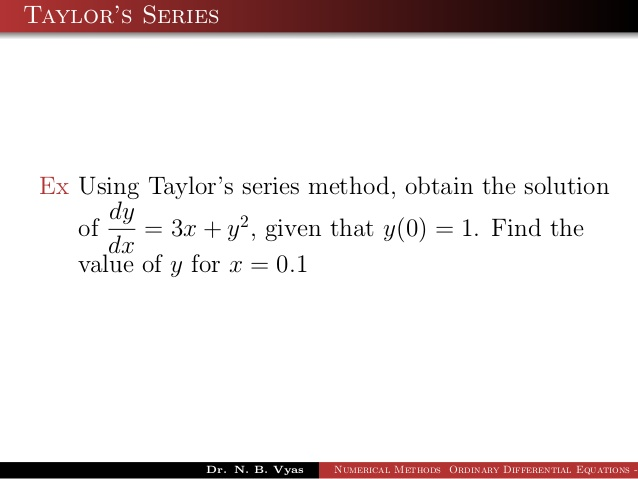 Taylor's Series
Ex Using Taylor's series method, obtain the solution
of dy/dx = 3x + y², given that y(0) = 1. Find the
value of y for x = 0.1
Dr. N. B. Vyas Numerical Methods Ordinary Differential Equations -